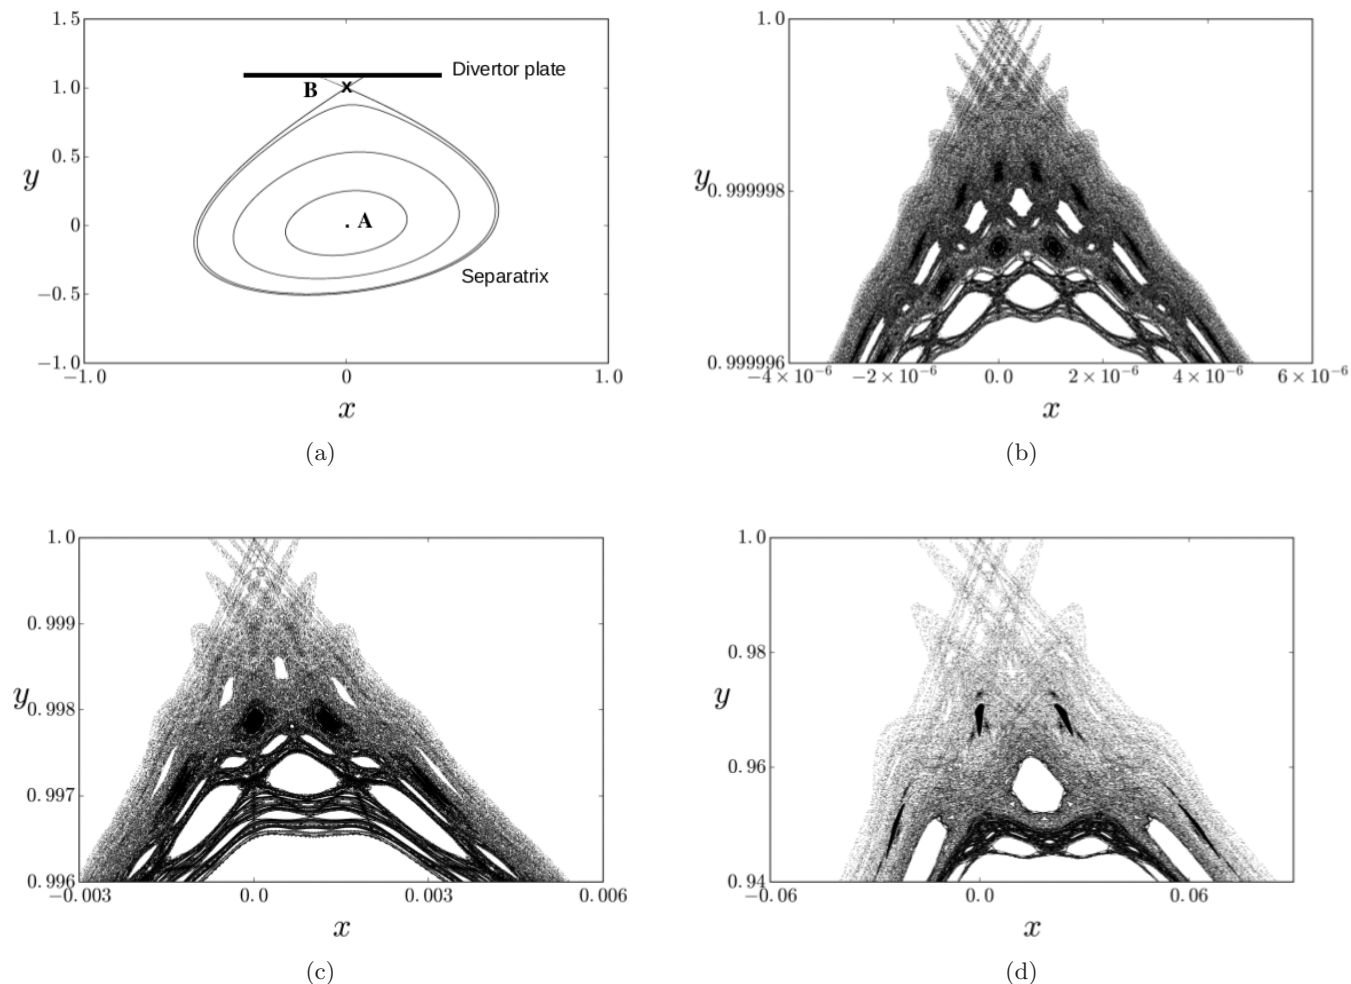 1.5
1.0
0.5
0
−0.5
−1.0
−1.0 0 1.0
y
x
Divertor plate
B
x
A
Separatrix
(a)
1.0
0.999998
0.999996
−4 × 10⁻⁶ −2 × 10⁻⁶ 0.0 2 × 10⁻⁶ 4 × 10⁻⁶ 6 × 10⁻⁶
y
x
(b)
1.0
0.999
0.998
0.997
0.996
−0.003 0.0 0.003 0.006
y
x
(c)
1.0
0.98
0.96
0.94
−0.06 0.0 0.06
y
x
(d)